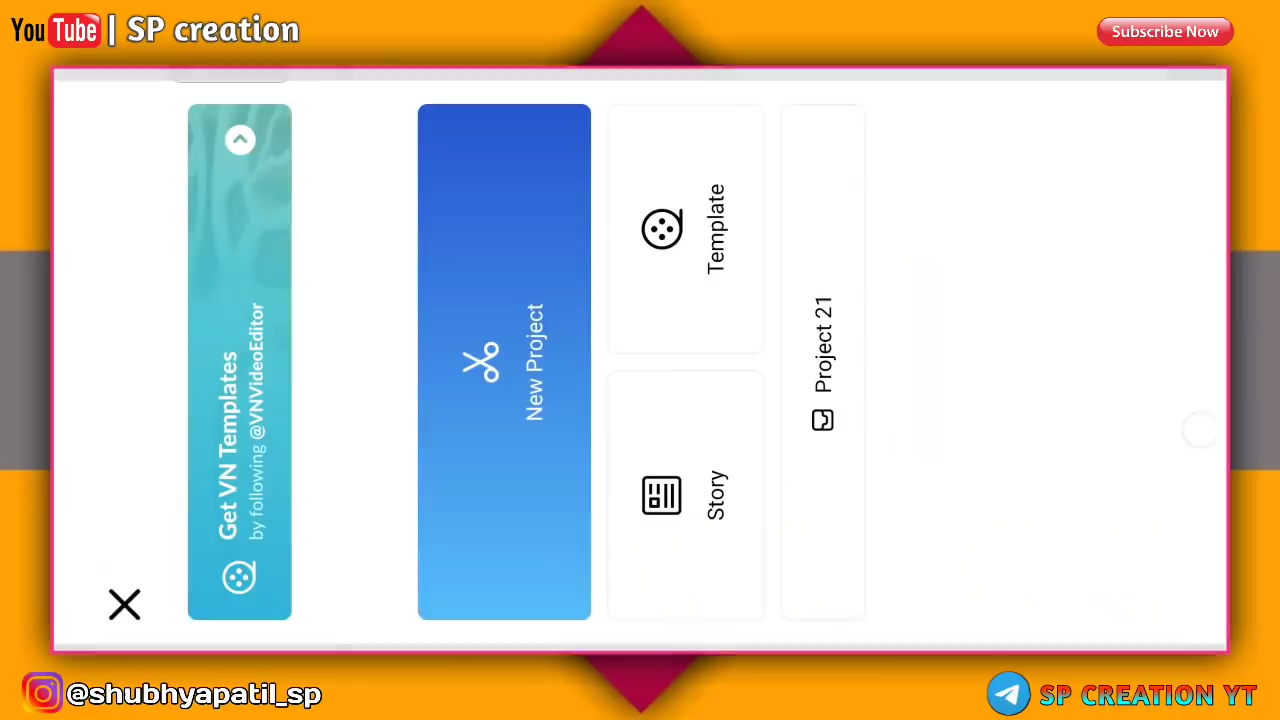 YouTube | SP creation
Subscribe Now
Get VN Templates
by following @VNVideoEditor
New Project
Template
Story
Project 21
@shubhyapatil_sp
SP CREATION YT